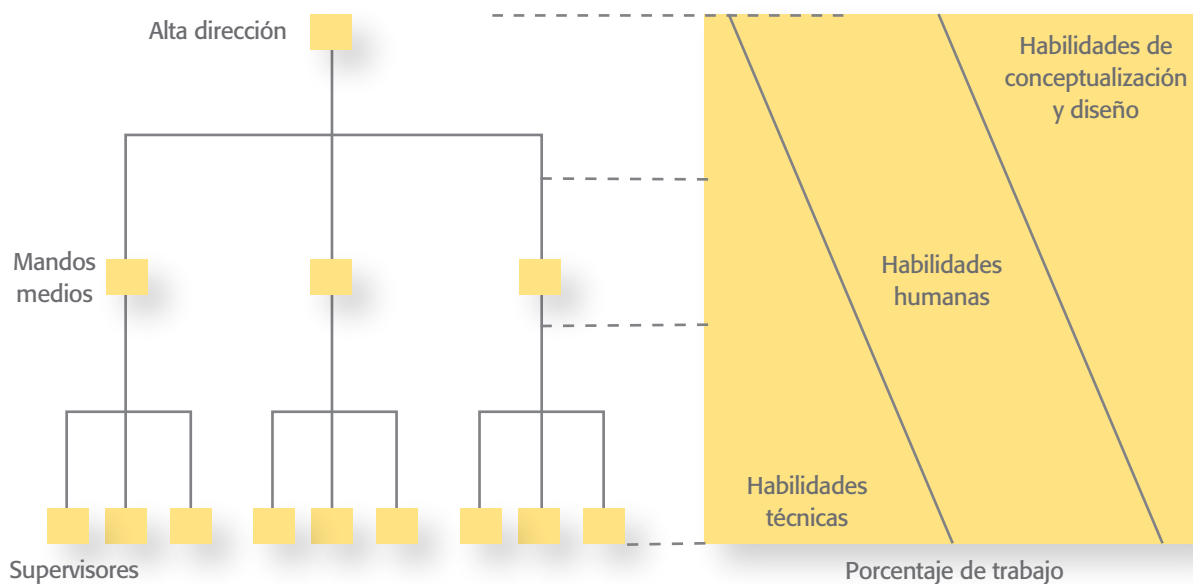 Alta dirección
Habilidades de
conceptualización
y diseño
Mandos
medios
Habilidades
humanas
Habilidades
técnicas
Supervisores
Porcentaje de trabajo